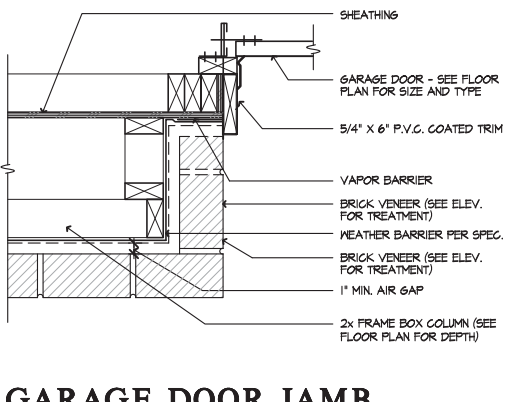 SHEATHING
GARAGE DOOR - SEE FLOOR
PLAN FOR SIZE AND TYPE
5/4" X 6" P.V.C. COATED TRIM
VAPOR BARRIER
BRICK VENEER (SEE ELEV.
FOR TREATMENT)
WEATHER BARRIER PER SPEC.
BRICK VENEER (SEE ELEV.
FOR TREATMENT)
1" MIN. AIR GAP
2x FRAME BOX COLUMN (SEE
FLOOR PLAN FOR DEPTH)
GARAGE DOOR JAMB